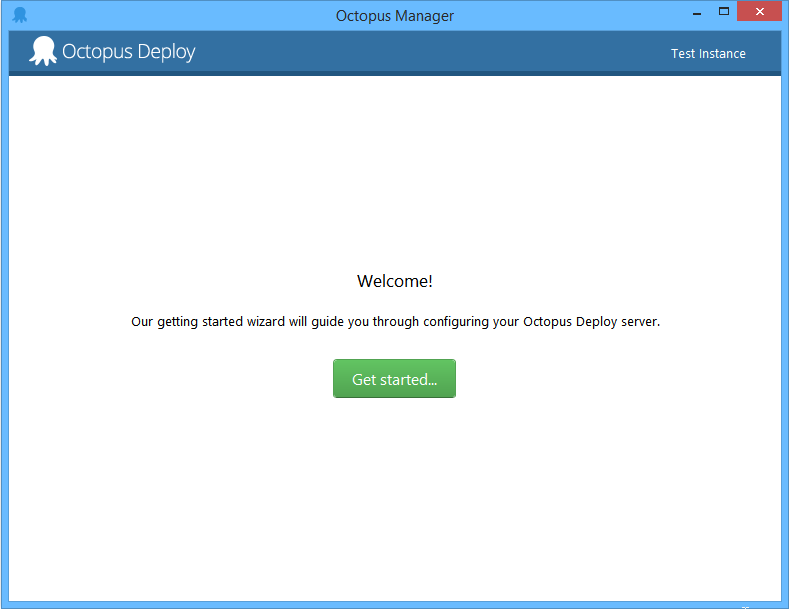 Octopus Manager
Octopus Deploy
Test Instance
Welcome!
Our getting started wizard will guide you through configuring your Octopus Deploy server.
Get started...